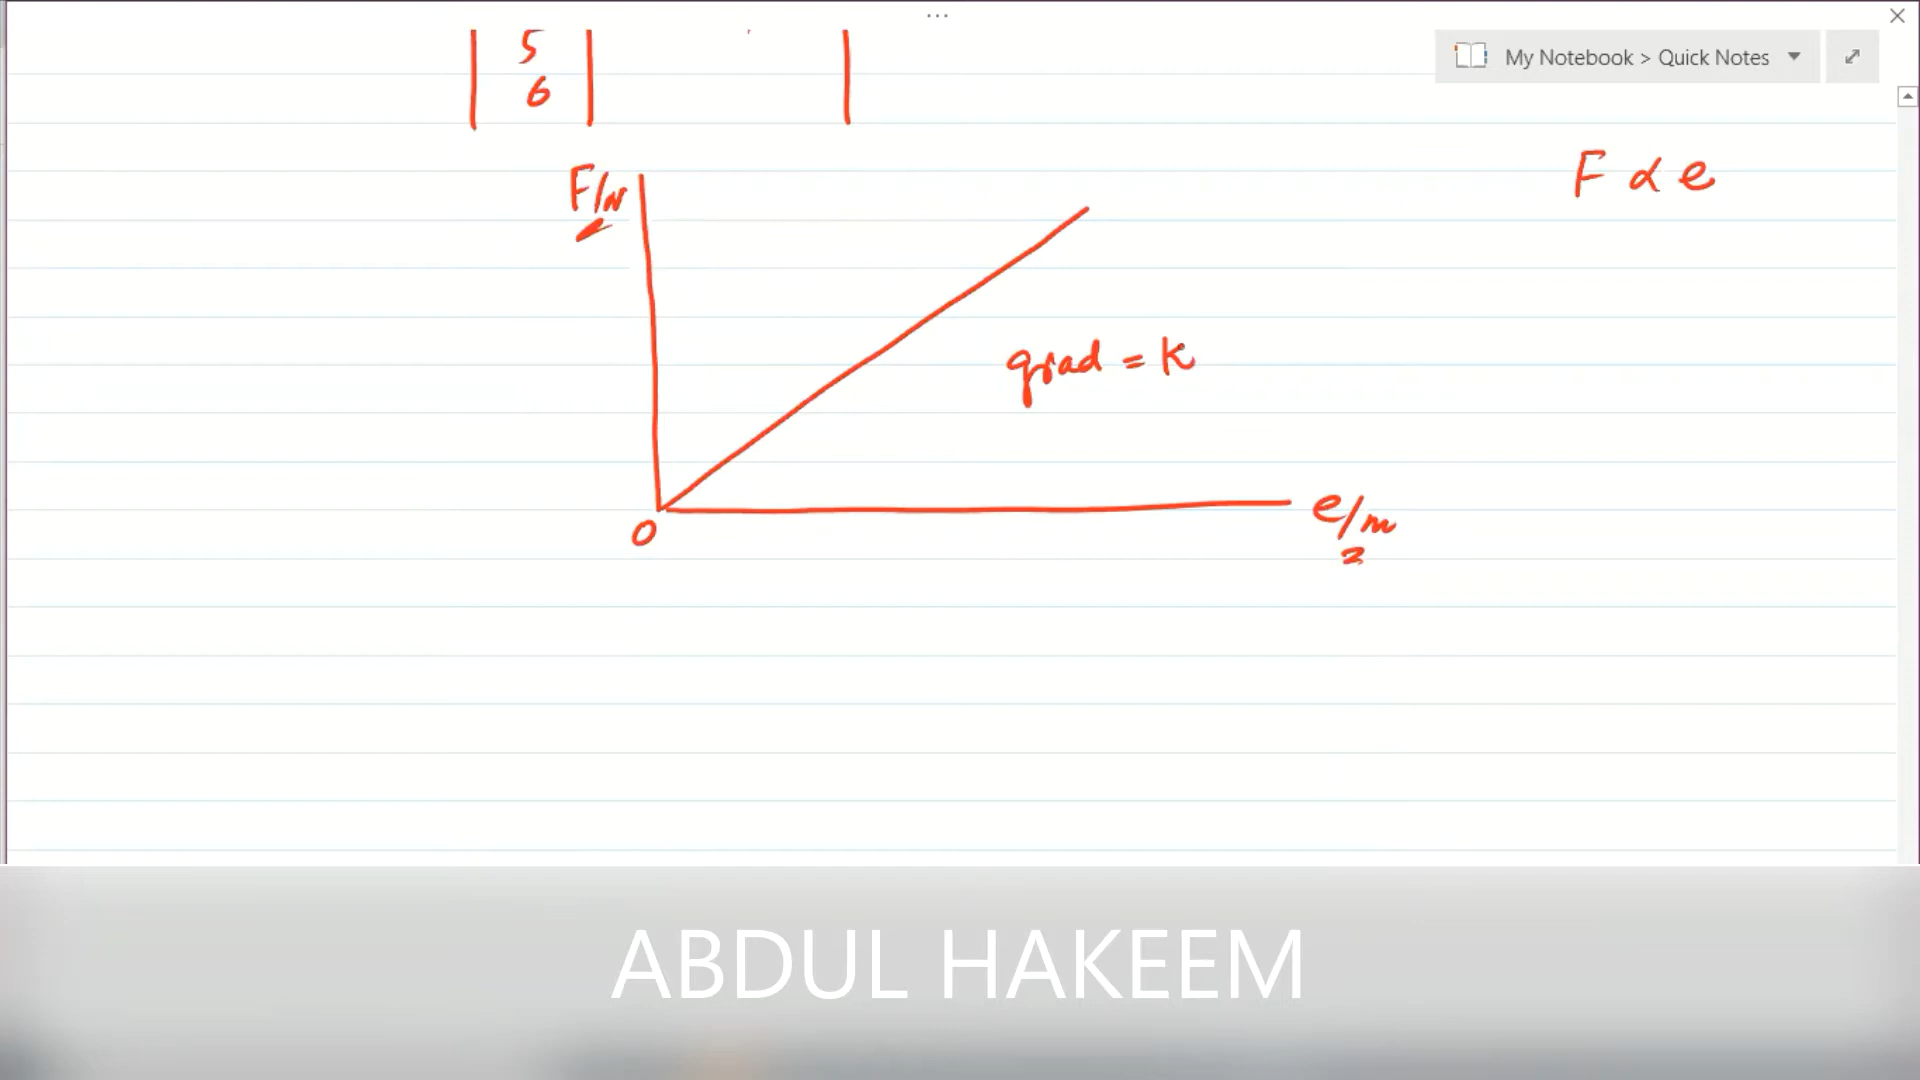 My Notebook > Quick Notes
5
6
F/N
F ∝ e
grad = K
e/m
0
ABDUL HAKEEM